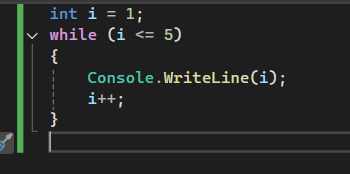 int i = 1;
while (i <= 5)
{
    Console.WriteLine(i);
    i++;
}